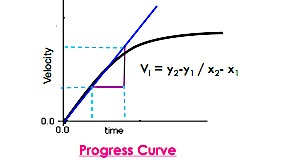 Velocity
Vᵢ = y₂-y₁ / x₂- x₁
0.0
0.0
time
Progress Curve